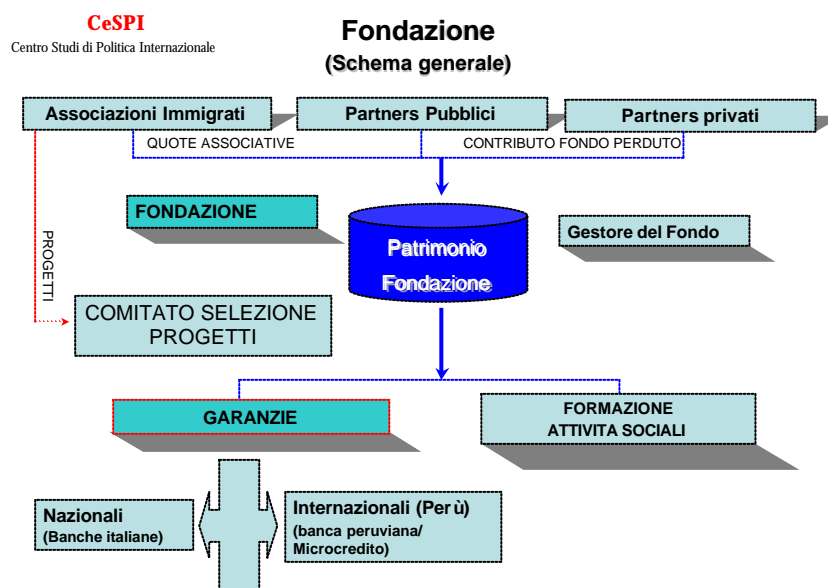 CeSPI
Centro Studi di Politica Internazionale
Fondazione
(Schema generale)
Associazioni Immigrati
Partners Pubblici
Partners privati
QUOTE ASSOCIATIVE
CONTRIBUTO FONDO PERDUTO
PROGETTI
FONDAZIONE
Patrimonio
Fondazione
Gestore del Fondo
COMITATO SELEZIONE
PROGETTI
GARANZIE
FORMAZIONE
ATTIVITA SOCIALI
Nazionali
(Banche italiane)
Internazionali (Perù)
(banca peruviana/
Microcredito)